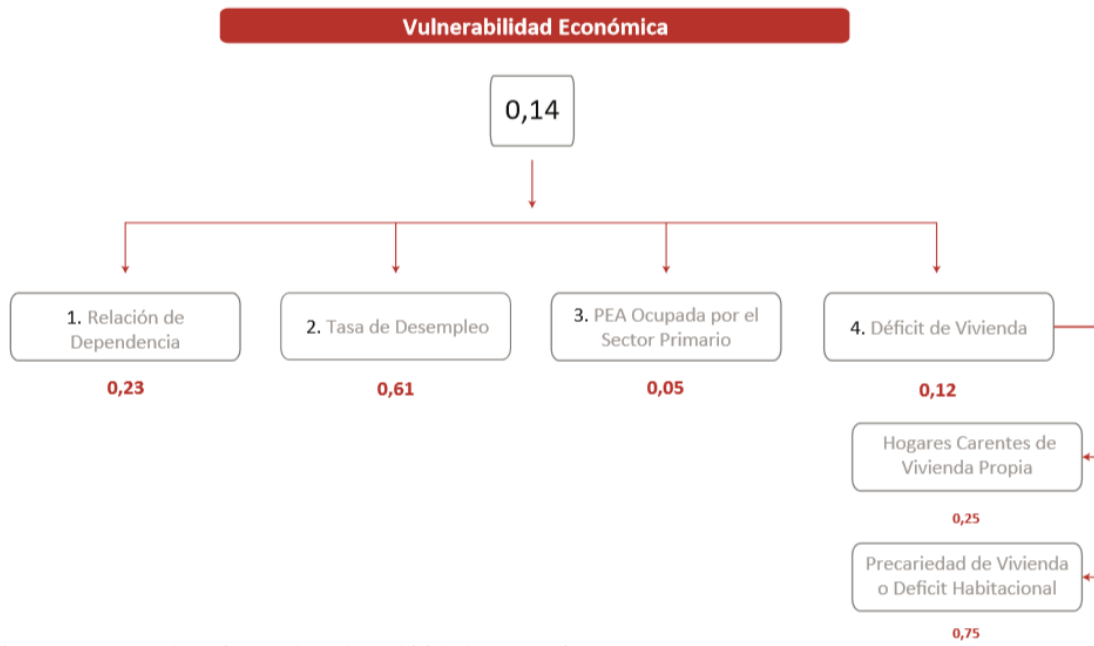 Vulnerabilidad Económica
0,14
1. Relación de
Dependencia
0,23
2. Tasa de Desempleo
0,61
3. PEA Ocupada por el
Sector Primario
0,05
4. Déficit de Vivienda
0,12
Hogares Carentes de
Vivienda Propia
0,25
Precariedad de Vivienda
o Deficit Habitacional
0,75